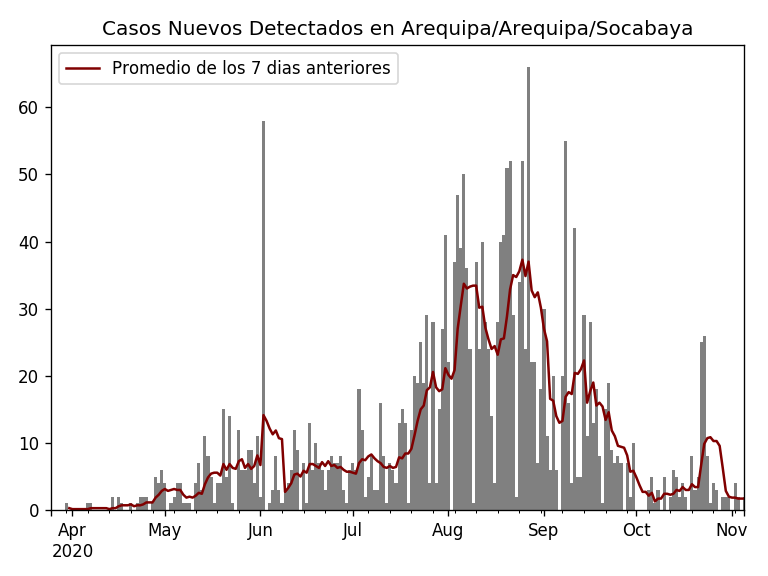 Casos Nuevos Detectados en Arequipa/Arequipa/Socabaya
Promedio de los 7 dias anteriores
60
50
40
30
20
10
0
Apr May Jun Jul Aug Sep Oct Nov
2020